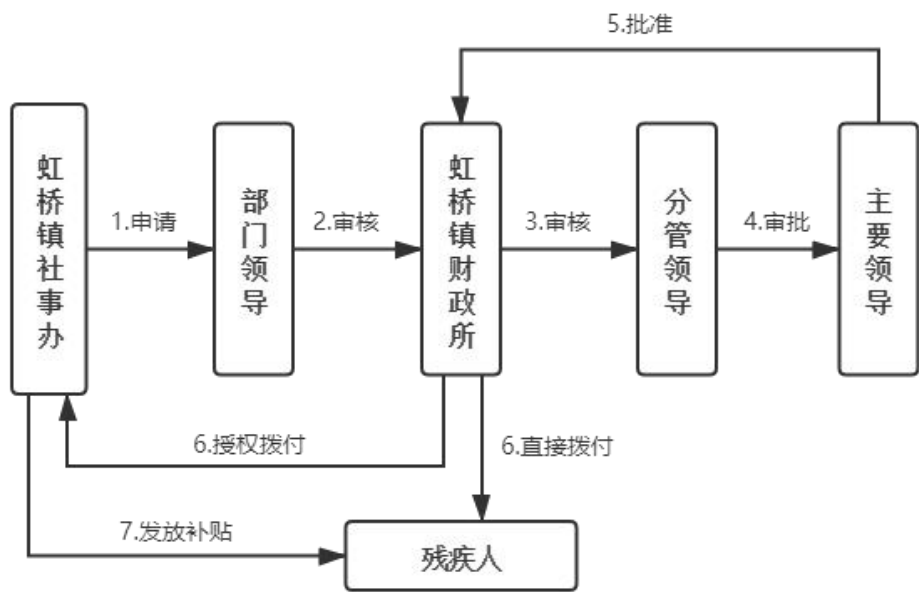 5.批准
虹桥镇社事办
1.申请
部门领导
2.审核
虹桥镇财政所
3.审核
分管领导
4.审批
主要领导
6.授权拨付
6.直接拨付
7.发放补贴
残疾人